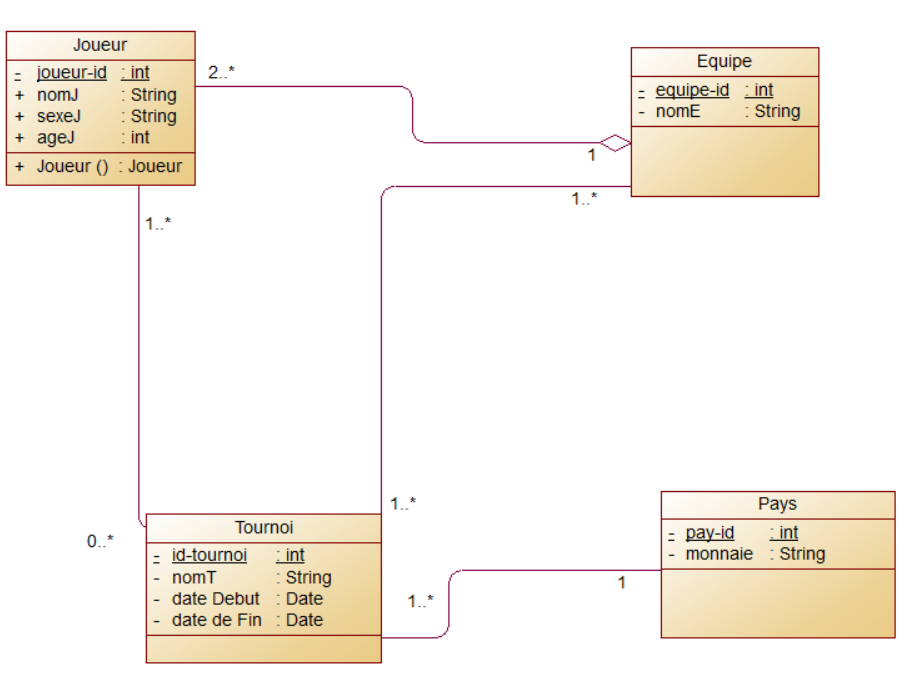 Joueur
- joueur-id : int
+ nomJ : String
+ sexeJ : String
+ ageJ : int
+ Joueur () : Joueur
2..*
Equipe
- equipe-id : int
- nomE : String
1
1..*
1..*
0..*
1..*
Tournoi
- id-tournoi : int
- nomT : String
- date Debut : Date
- date de Fin : Date
1..*
1
Pays
- pay-id : int
- monnaie : String